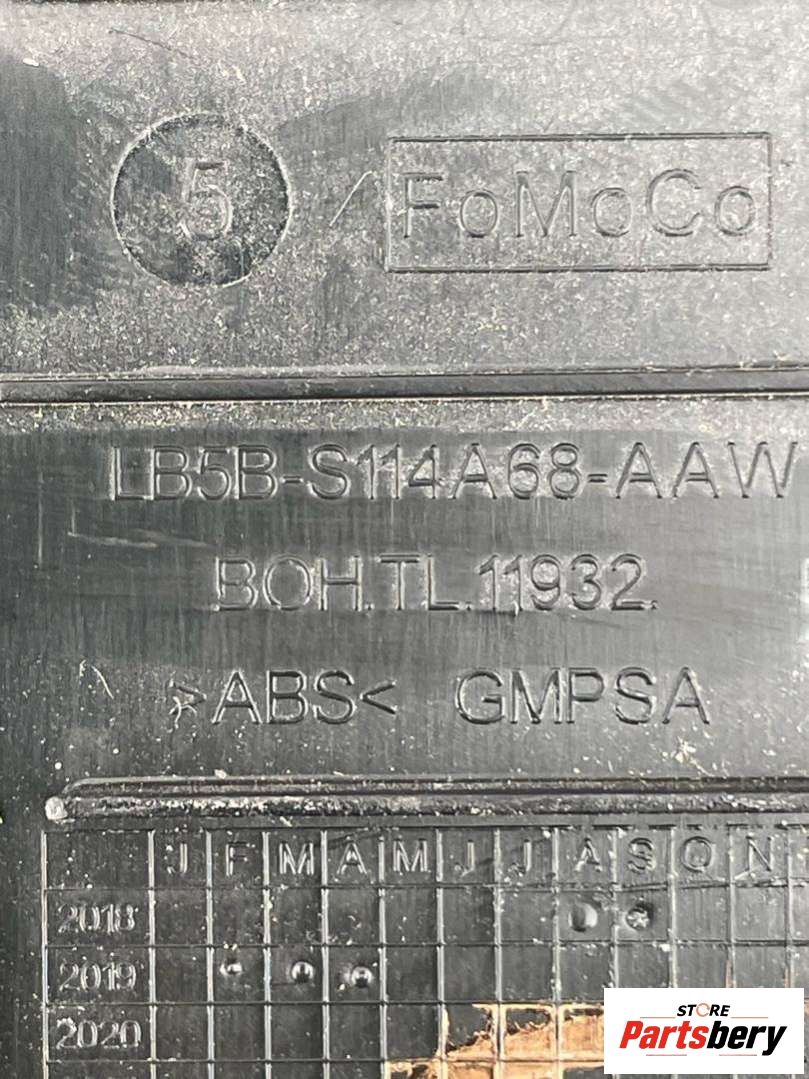 5 FoMoCo
LB5B-S114A68-AAW
BOH.TL.11932.
>ABS< GMPSA
J F M A M J J A S O N
2018
2019
2020
STORE
Partsbery